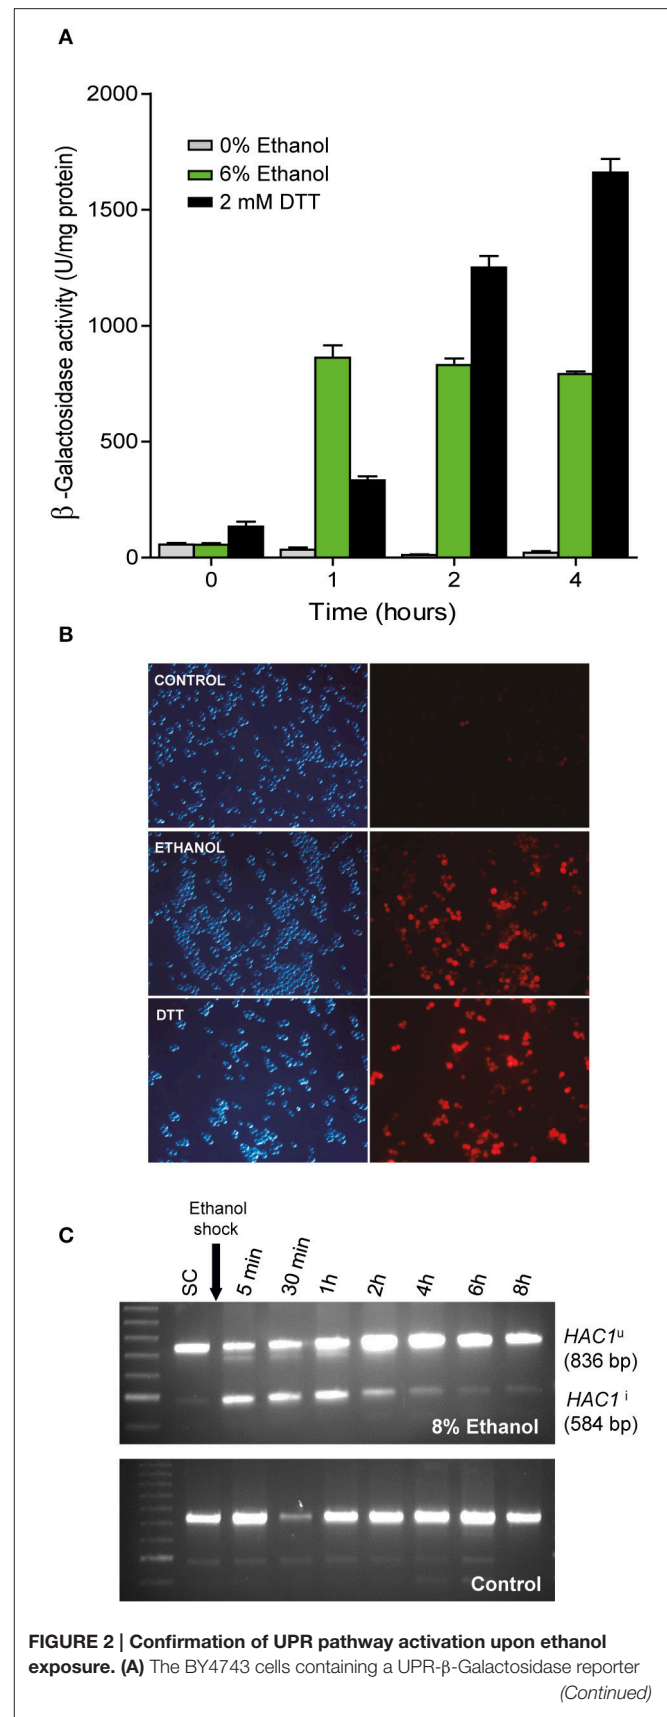 A
2000
1500
1000
500
0
β -Galactosidase activity (U/mg protein)
0% Ethanol
6% Ethanol
2 mM DTT
0 1 2 4
Time (hours)
B
CONTROL
ETHANOL
DTT
C
Ethanol
shock
SC 5 min 30 min 1h 2h 4h 6h 8h
HAC1ᵘ
(836 bp)
HAC1 ⁱ
(584 bp)
8% Ethanol
Control
FIGURE 2 | Confirmation of UPR pathway activation upon ethanol
exposure. (A) The BY4743 cells containing a UPR-β-Galactosidase reporter
(Continued)